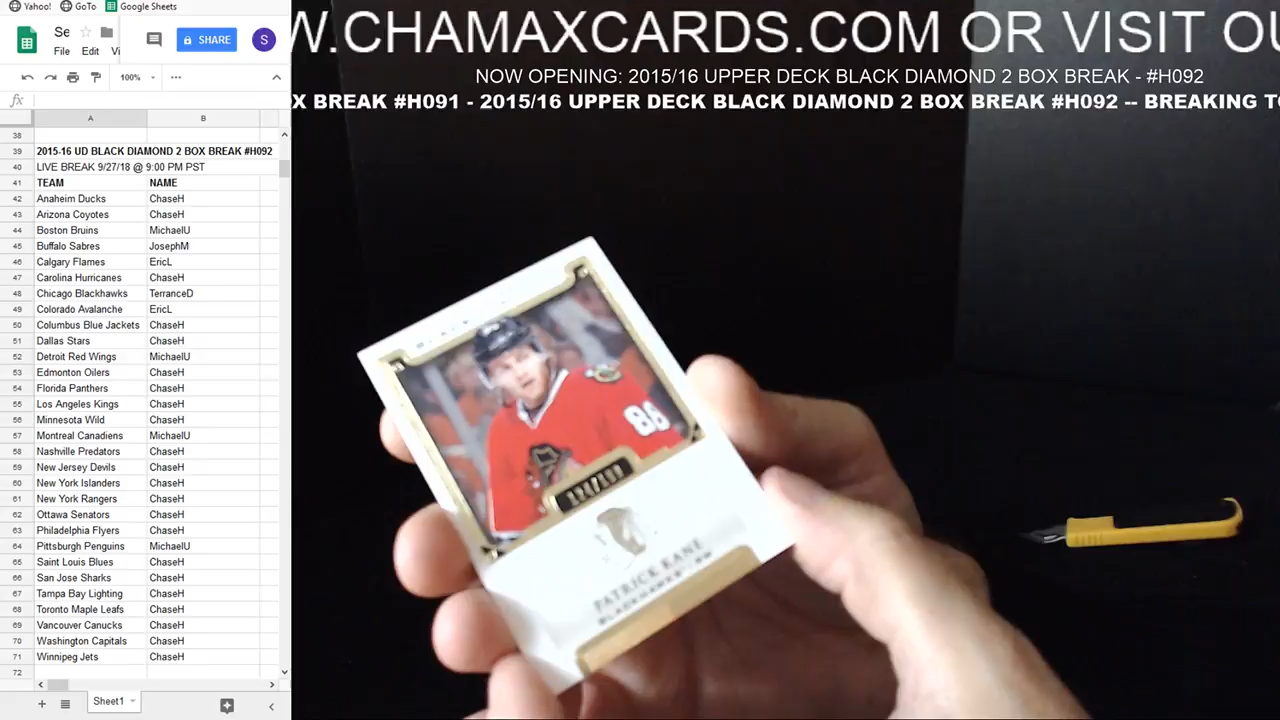 Yahoo! GoTo Google Sheets
Se
File Edit Vi
SHARE
S
100%
fx
A B
38
39 2015-16 UD BLACK DIAMOND 2 BOX BREAK #H092
40 LIVE BREAK 9/27/18 @ 9:00 PM PST
41 TEAM NAME
42 Anaheim Ducks ChaseH
43 Arizona Coyotes ChaseH
44 Boston Bruins MichaelU
45 Buffalo Sabres JosephM
46 Calgary Flames EricL
47 Carolina Hurricanes ChaseH
48 Chicago Blackhawks TerranceD
49 Colorado Avalanche EricL
50 Columbus Blue Jackets ChaseH
51 Dallas Stars ChaseH
52 Detroit Red Wings MichaelU
53 Edmonton Oilers ChaseH
54 Florida Panthers ChaseH
55 Los Angeles Kings ChaseH
56 Minnesota Wild ChaseH
57 Montreal Canadiens MichaelU
58 Nashville Predators ChaseH
59 New Jersey Devils ChaseH
60 New York Islanders ChaseH
61 New York Rangers ChaseH
62 Ottawa Senators ChaseH
63 Philadelphia Flyers ChaseH
64 Pittsburgh Penguins MichaelU
65 Saint Louis Blues ChaseH
66 San Jose Sharks ChaseH
67 Tampa Bay Lighting ChaseH
68 Toronto Maple Leafs ChaseH
69 Vancouver Canucks ChaseH
70 Washington Capitals ChaseH
71 Winnipeg Jets ChaseH
72
Sheet1
W.CHAMAXCARDS.COM OR VISIT OU
NOW OPENING: 2015/16 UPPER DECK BLACK DIAMOND 2 BOX BREAK - #H092
X BREAK #H091 - 2015/16 UPPER DECK BLACK DIAMOND 2 BOX BREAK #H092 -- BREAKING TO
88
PATRICK KANE
BLACKHAWKS RW